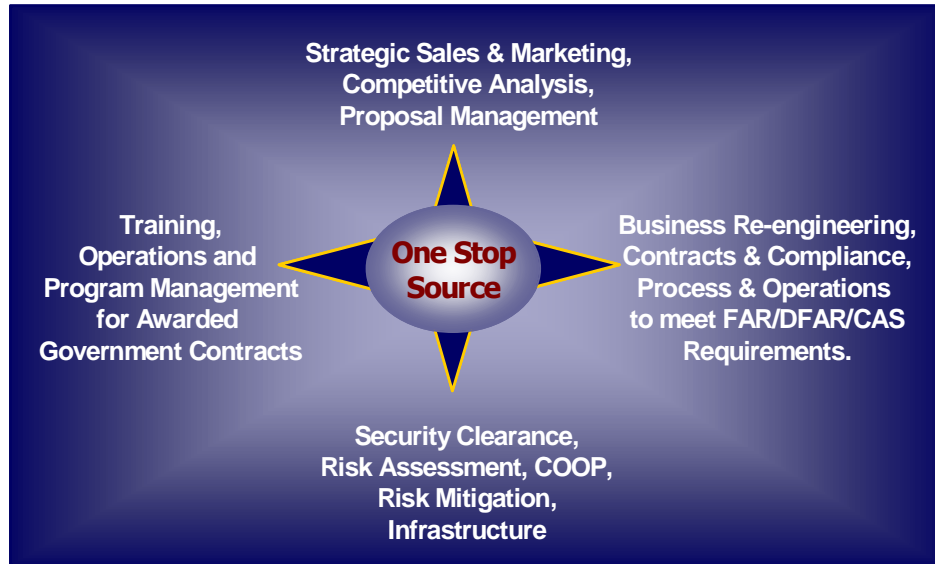 Strategic Sales & Marketing,
Competitive Analysis,
Proposal Management
Training,
Operations and
Program Management
for Awarded
Government Contracts
One Stop
Source
Business Re-engineering,
Contracts & Compliance,
Process & Operations
to meet FAR/DFAR/CAS
Requirements.
Security Clearance,
Risk Assessment, COOP,
Risk Mitigation,
Infrastructure